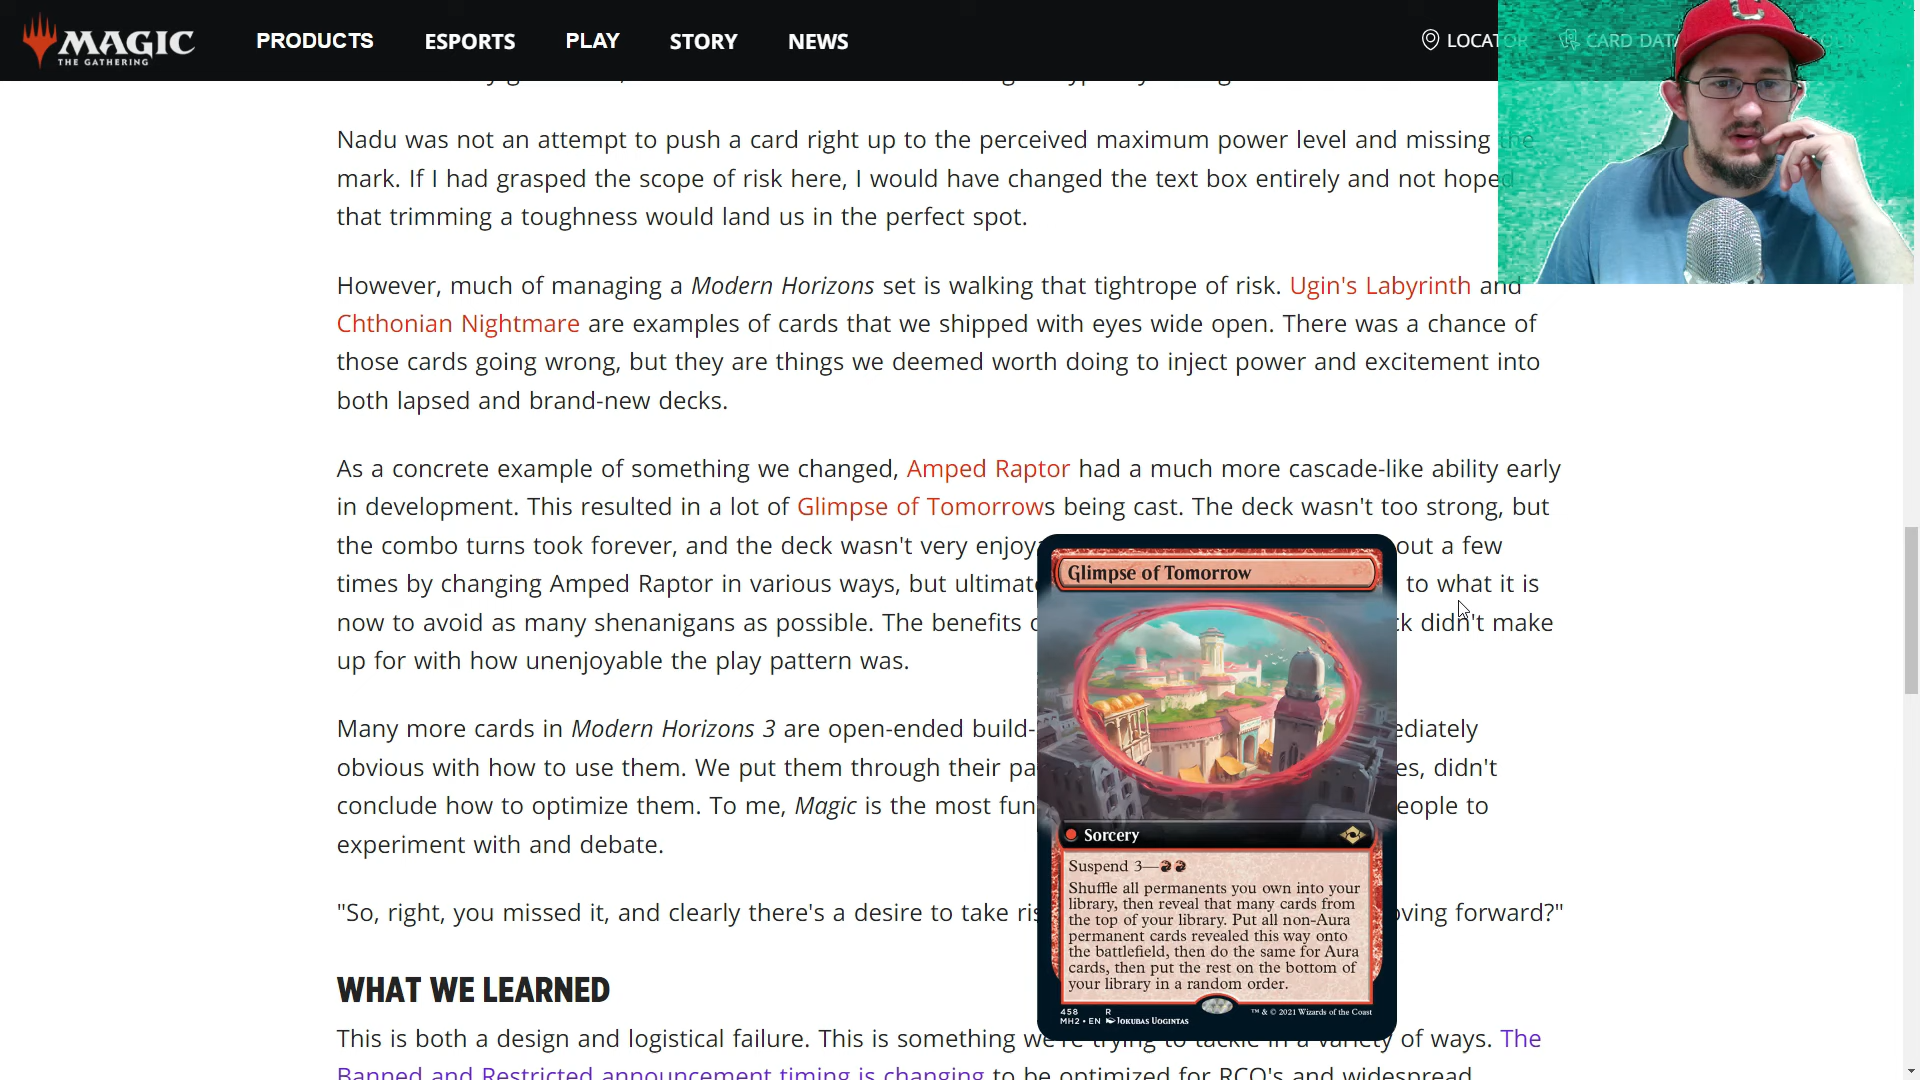 MAGIC
THE GATHERING
PRODUCTS ESPORTS PLAY STORY NEWS LOCATOR CARD DATA
C
Nadu was not an attempt to push a card right up to the perceived maximum power level and missing the
mark. If I had grasped the scope of risk here, I would have changed the text box entirely and not hoped
that trimming a toughness would land us in the perfect spot.
However, much of managing a Modern Horizons set is walking that tightrope of risk. Ugin's Labyrinth and
Chthonian Nightmare are examples of cards that we shipped with eyes wide open. There was a chance of
those cards going wrong, but they are things we deemed worth doing to inject power and excitement into
both lapsed and brand-new decks.
As a concrete example of something we changed, Amped Raptor had a much more cascade-like ability early
in development. This resulted in a lot of Glimpse of Tomorrows being cast. The deck wasn't too strong, but
the combo turns took forever, and the deck wasn't very out a few
times by changing Amped Raptor in various ways, but to what it is
now to avoid as many shenanigans as possible. The benefits didn't make
up for with how unenjoyable the play pattern was.
Many more cards in Modern Horizons 3 are open-ended build-
obvious with how to use them. We put them through their didn't
conclude how to optimize them. To me, Magic is the most fun to
experiment with and debate.
"So, right, you missed it, and clearly there's a desire to take forward?"
Glimpse of Tomorrow
Sorcery
Suspend 3—
Shuffle all permanents you own into your
library, then reveal that many cards from
the top of your library. Put all non-Aura
permanent cards revealed this way onto
the battlefield, then do the same for Aura
cards, then put the rest on the bottom of
your library in a random order.
458 R
MH2 • EN JOKUBAS UOGINTAS ™ & © 2021 Wizards of the Coast
WHAT WE LEARNED
This is both a design and logistical failure. This is something we're trying to tackle in a variety of ways. The
Banned and Restricted announcement timing is changing to be optimized for RCQ's and widespread